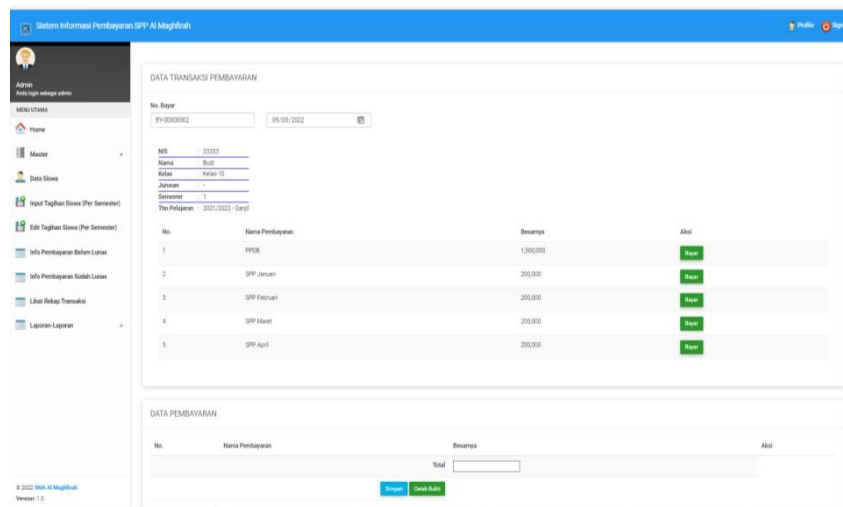 Sistem Informasi Pembayaran SPP Al Maghfirah
Profile
Sign
Admin
Anda login sebagai admin
MENU UTAMA
Home
Master +
Data Siswa
Input Tagihan Siswa (Per Semester)
Edit Tagihan Siswa (Per Semester)
Info Pembayaran Belum Lunas
Info Pembayaran Sudah Lunas
Lihat Rekap Transaksi
Laporan-Laporan +
© 2022 SMA Al Maghfirah
Version: 1.0
DATA TRANSAKSI PEMBAYARAN
No. Bayar
BY-00000002 09/03/2022
NIS : 33333
Nama : Budi
Kelas : Kelas 10
Jurusan : -
Semester : 1
Thn Pelajaran : 2021/2022 - Ganjil
No. Nama Pembayaran Besarnya Aksi
1 PPDB 1,500,000 Bayar
2 SPP Januari 200,000 Bayar
3 SPP Februari 200,000 Bayar
4 SPP Maret 200,000 Bayar
5 SPP April 200,000 Bayar
DATA PEMBAYARAN
No. Nama Pembayaran Besarnya Aksi
Total
Simpan Cetak Bukti